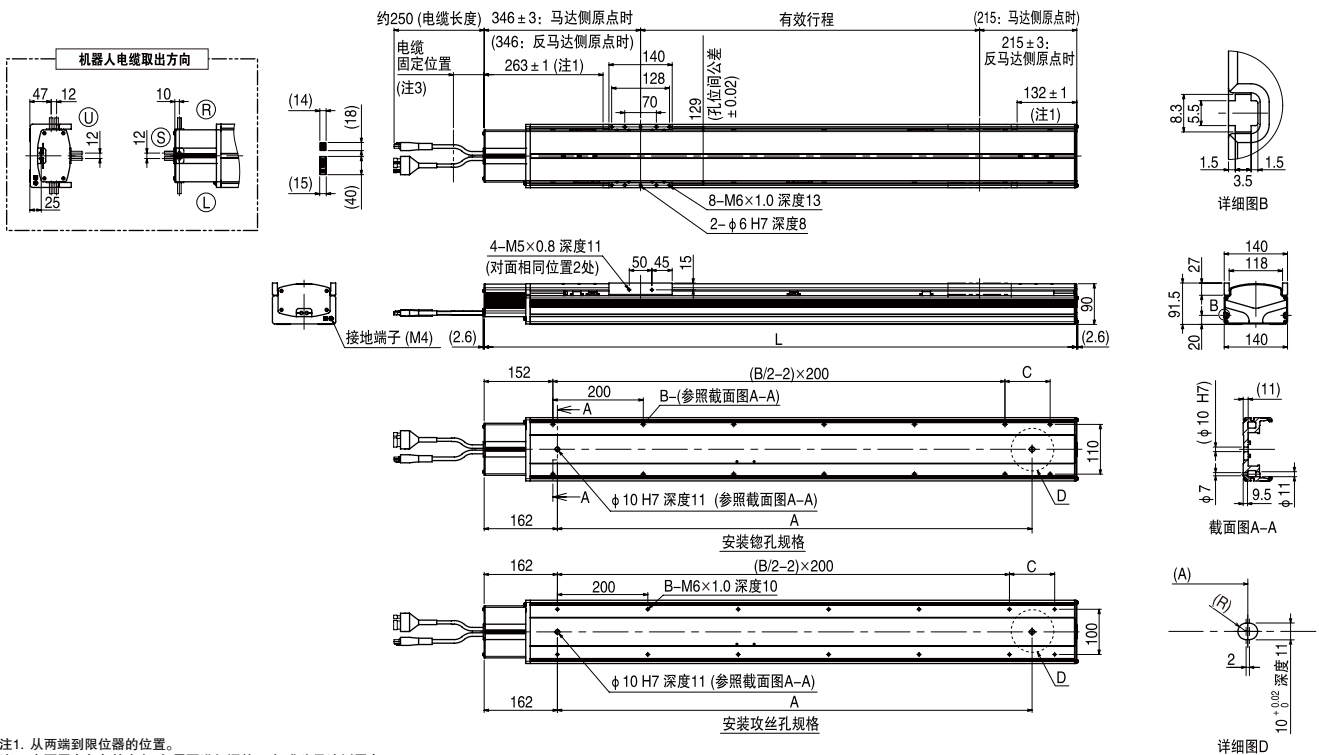 约250 (电缆长度)
346±3：马达侧原点时
有效行程
(215：马达侧原点时)
(346：反马达侧原点时)
215±3：
反马达侧原点时
电缆
固定位置
(注3)
263±1 (注1)
140
128
70
129
(孔位间公差
±0.02)
132±1
(注1)
8-M6×1.0 深度13
2-φ6 H7 深度8
机器人电缆取出方向
47
12
U
12
25
10
R
S
12
L
(14)
(18)
(15)
(40)
8.3
5.5
1.5
1.5
3.5
详细图B
4-M5×0.8 深度11
(对面相同位置2处)
50
45
15
90
接地端子 (M4)
(2.6)
L
(2.6)
140
118
27
91.5
B
20
140
152
(B/2-2)×200
C
200
B-(参照截面图A-A)
A
110
A
φ10 H7 深度11 (参照截面图A-A)
D
162
A
安装锪孔规格
(φ10 H7)
(11)
φ7
9.5
φ11
截面图A-A
162
(B/2-2)×200
C
200
B-M6×1.0 深度10
100
φ10 H7 深度11 (参照截面图A-A)
D
162
A
安装攻丝孔规格
(A)
(R)
2
10 +0.02 0 深度11
详细图D
注1. 从两端到限位器的位置。